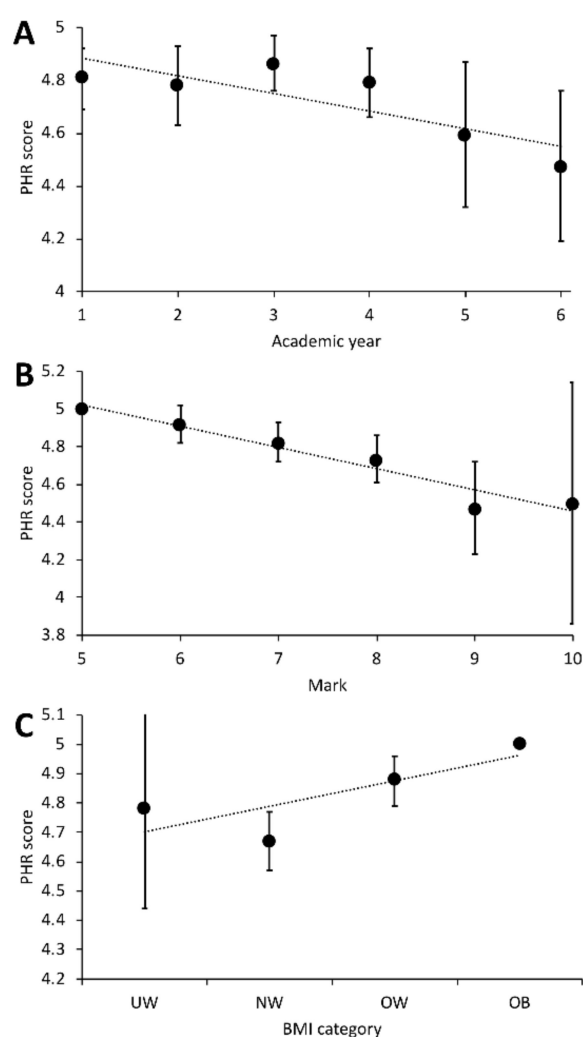 A
PHR score
5
4.8
4.6
4.4
4.2
4
1 2 3 4 5 6
Academic year
B
PHR score
5.2
5
4.8
4.6
4.4
4.2
4
3.8
5 6 7 8 9 10
Mark
C
PHR score
5.1
5
4.9
4.8
4.7
4.6
4.5
4.4
4.3
4.2
UW NW OW OB
BMI category